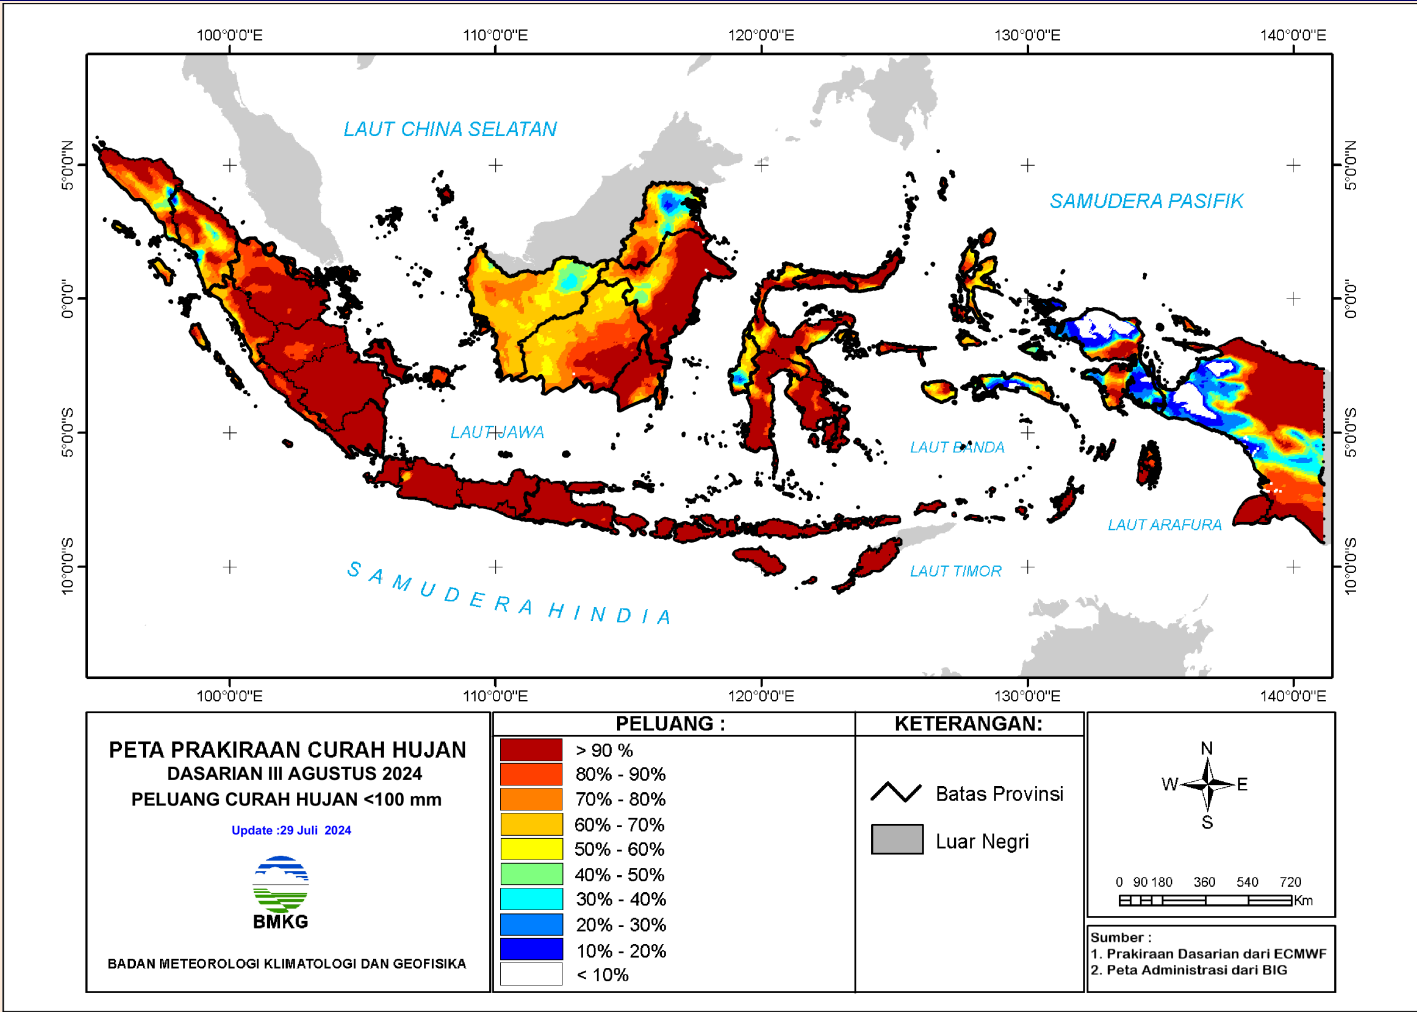 100°0'0"E 110°0'0"E 120°0'0"E 130°0'0"E 140°0'0"E
LAUT CHINA SELATAN
5°0'0"N 5°0'0"N
SAMUDERA PASIFIK
0°0'0" 0°0'0"
LAUT JAWA
5°0'0"S 5°0'0"S
LAUT BANDA
LAUT ARAFURA
10°0'0"S 10°0'0"S
LAUT TIMOR
SAMUDERA HINDIA
100°0'0"E 110°0'0"E 120°0'0"E 130°0'0"E 140°0'0"E
PETA PRAKIRAAN CURAH HUJAN
DASARIAN III AGUSTUS 2024
PELUANG CURAH HUJAN <100 mm
Update :29 Juli 2024
BMKG
BADAN METEOROLOGI KLIMATOLOGI DAN GEOFISIKA
PELUANG :
> 90 %
80% - 90%
70% - 80%
60% - 70%
50% - 60%
40% - 50%
30% - 40%
20% - 30%
10% - 20%
< 10%
KETERANGAN:
Batas Provinsi
Luar Negri
N
W E
S
0 90 180 360 540 720
Km
Sumber :
1. Prakiraan Dasarian dari ECMWF
2. Peta Administrasi dari BIG